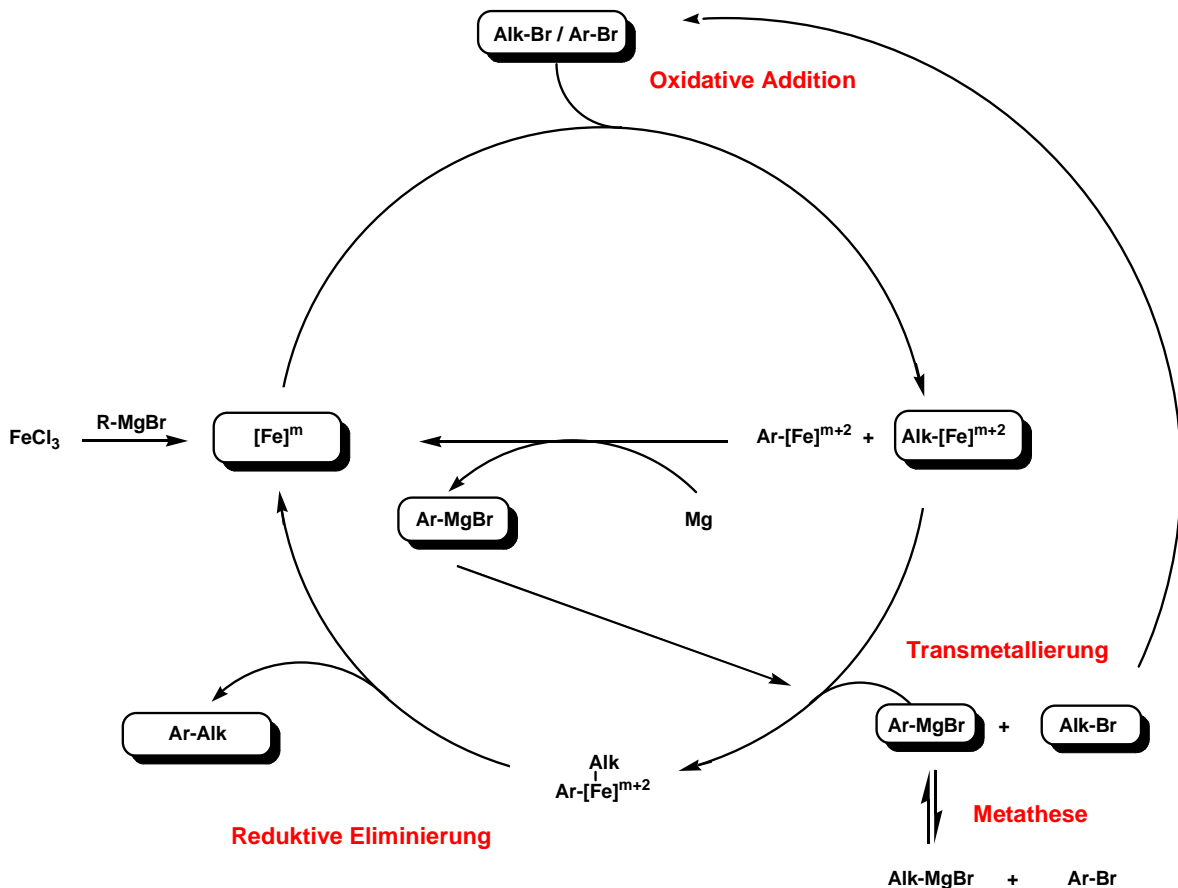 Alk-Br / Ar-Br
Oxidative Addition
R-MgBr
FeCl₃
[Fe]ᵐ
Ar-[Fe]ᵐ⁺² + Alk-[Fe]ᵐ⁺²
Ar-MgBr
Mg
Transmetallierung
Ar-MgBr + Alk-Br
Ar-Alk
Alk
Ar-[Fe]ᵐ⁺²
Metathese
Reduktive Eliminierung
Alk-MgBr + Ar-Br